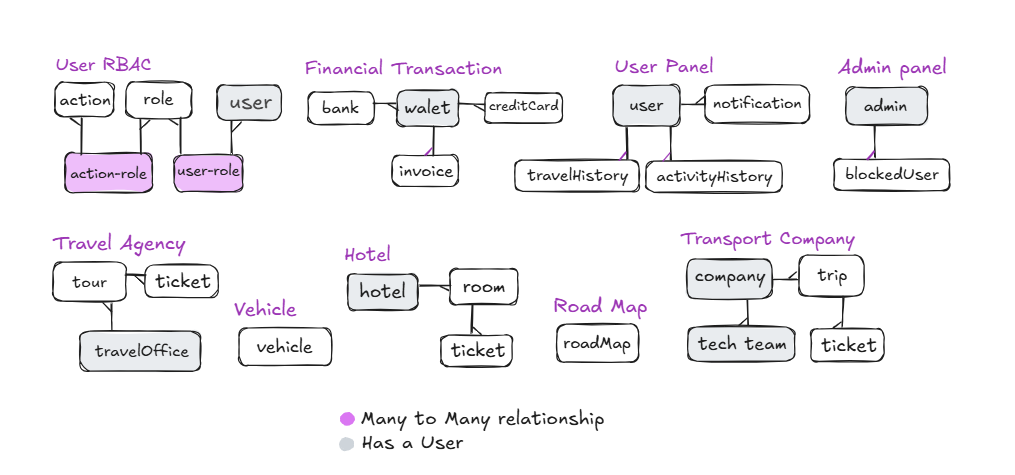 User RBAC
action
role
user
action-role
user-role
Financial Transaction
bank
walet
creditCard
invoice
User Panel
user
notification
travelHistory
activityHistory
Admin panel
admin
blockedUser
Travel Agency
tour
ticket
travelOffice
Vehicle
vehicle
Hotel
hotel
room
ticket
Road Map
roadMap
Transport Company
company
trip
tech team
ticket
Many to Many relationship
Has a User